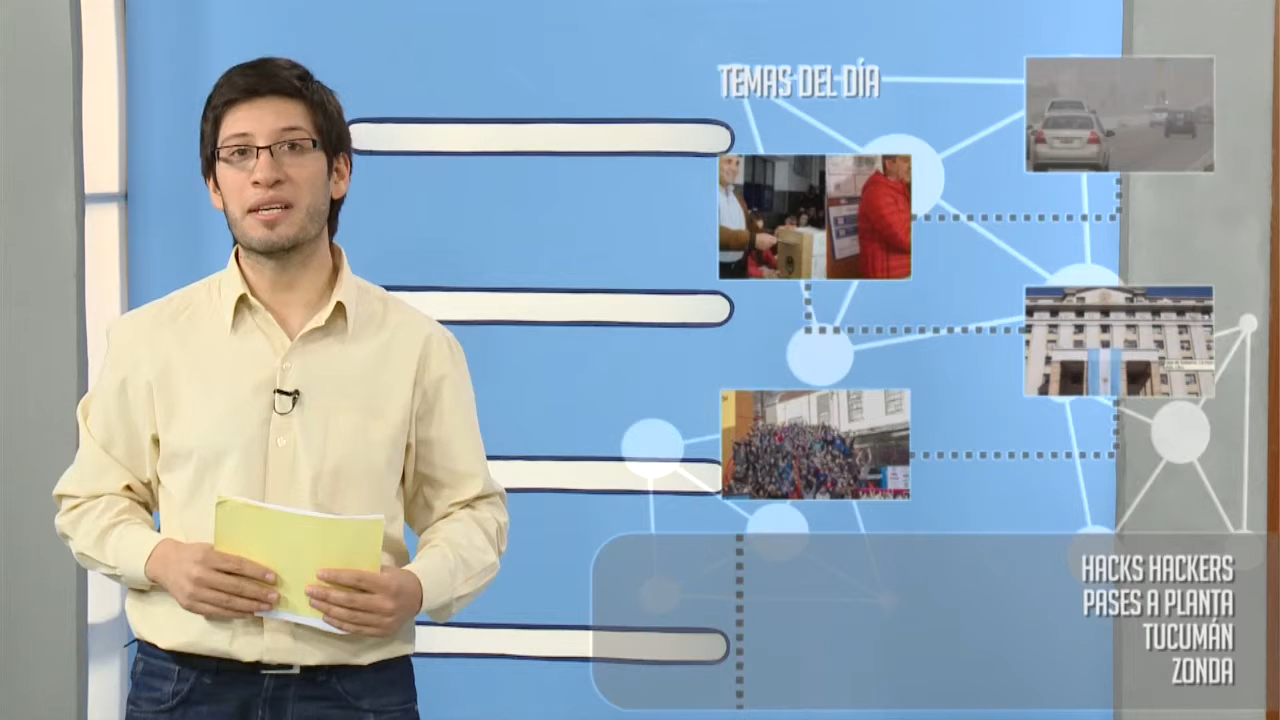 TEMAS DEL DÍA
HACKS HACKERS
PASES A PLANTA
TUCUMÁN
ZONDA